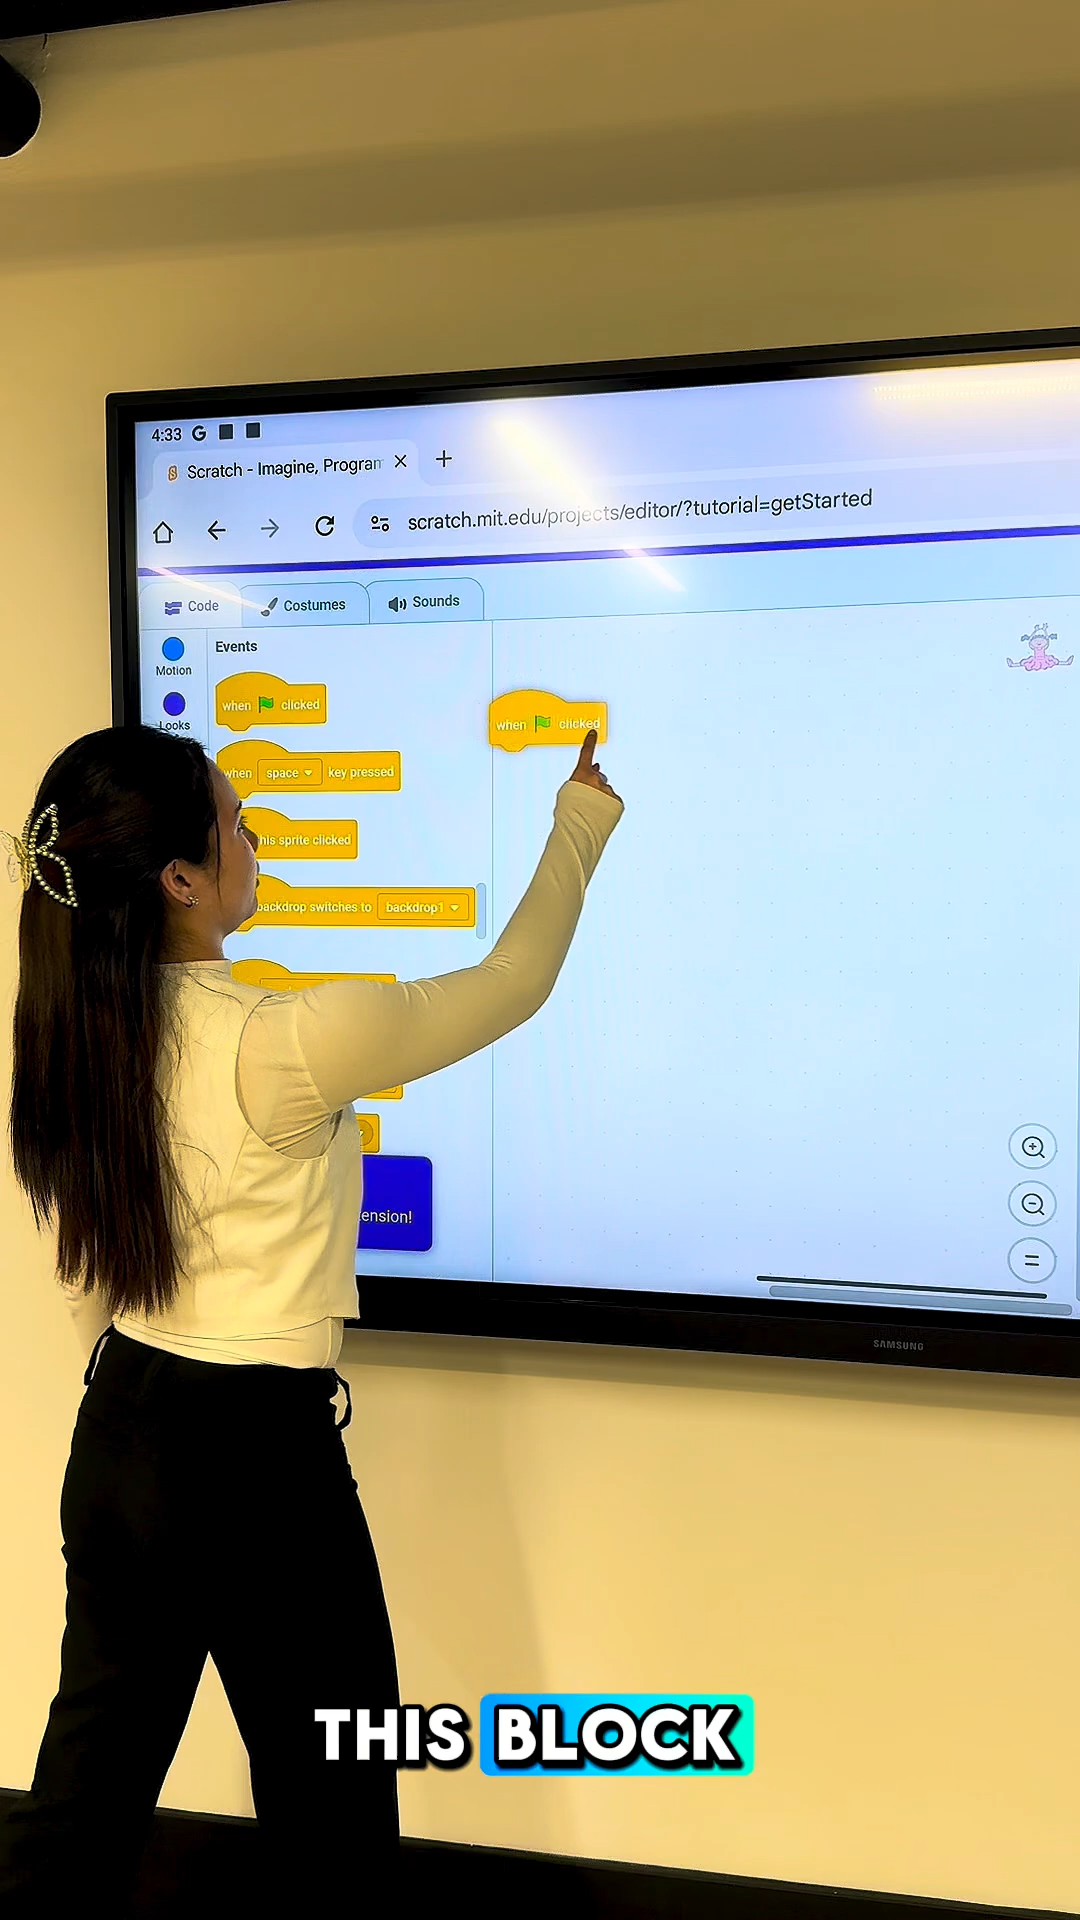 4:33 G
Scratch - Imagine, Program
scratch.mit.edu/projects/editor/?tutorial=getStarted
Code
Costumes
Sounds
Motion
Looks
Events
when clicked
when space key pressed
this sprite clicked
backdrop switches to backdrop1
ension!
when clicked
SAMSUNG
THIS BLOCK